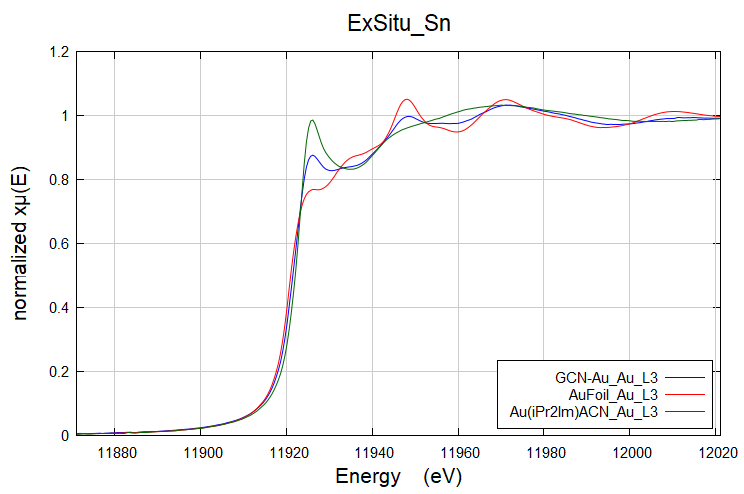 ExSitu_Sn
normalized xμ(E)
1.2
1
0.8
0.6
0.4
0.2
0
GCN-Au_Au_L3
AuFoil_Au_L3
Au(iPr2Im)ACN_Au_L3
11880 11900 11920 11940 11960 11980 12000 12020
Energy (eV)